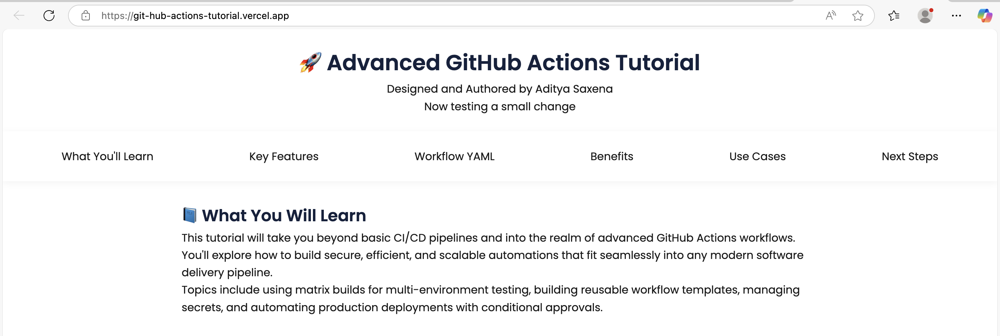 https://git-hub-actions-tutorial.vercel.app
🚀 Advanced GitHub Actions Tutorial
Designed and Authored by Aditya Saxena
Now testing a small change
What You'll Learn Key Features Workflow YAML Benefits Use Cases Next Steps
📘 What You Will Learn
This tutorial will take you beyond basic CI/CD pipelines and into the realm of advanced GitHub Actions workflows.
You'll explore how to build secure, efficient, and scalable automations that fit seamlessly into any modern software
delivery pipeline.
Topics include using matrix builds for multi-environment testing, building reusable workflow templates, managing
secrets, and automating production deployments with conditional approvals.